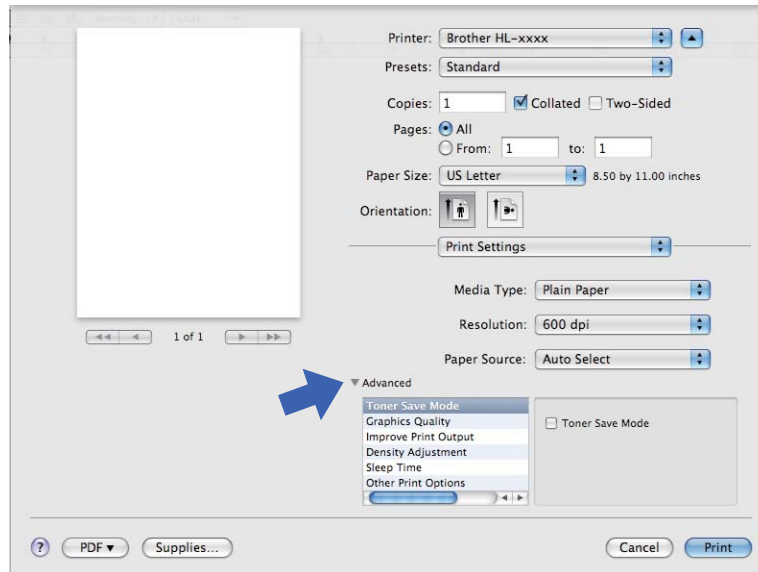 Printer: Brother HL-xxxx
Presets: Standard
Copies: 1 Collated Two-Sided
Pages: All
From: 1 to: 1
Paper Size: US Letter 8.50 by 11.00 inches
Orientation:
Print Settings
Media Type: Plain Paper
Resolution: 600 dpi
1 of 1
Paper Source: Auto Select
Advanced
Toner Save Mode
Graphics Quality
Toner Save Mode
Improve Print Output
Density Adjustment
Sleep Time
Other Print Options
? PDF▼ Supplies... Cancel Print